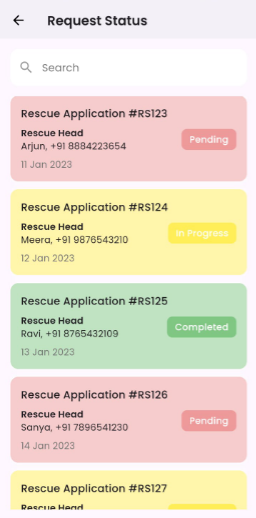 Request Status
Search
Rescue Application #RS123
Rescue Head
Arjun, +91 8884223654
Pending
11 Jan 2023
Rescue Application #RS124
Rescue Head
Meera, +91 9876543210
In Progress
12 Jan 2023
Rescue Application #RS125
Rescue Head
Ravi, +91 8765432109
Completed
13 Jan 2023
Rescue Application #RS126
Rescue Head
Sanya, +91 7896541230
Pending
14 Jan 2023
Rescue Application #RS127
Rescue Head